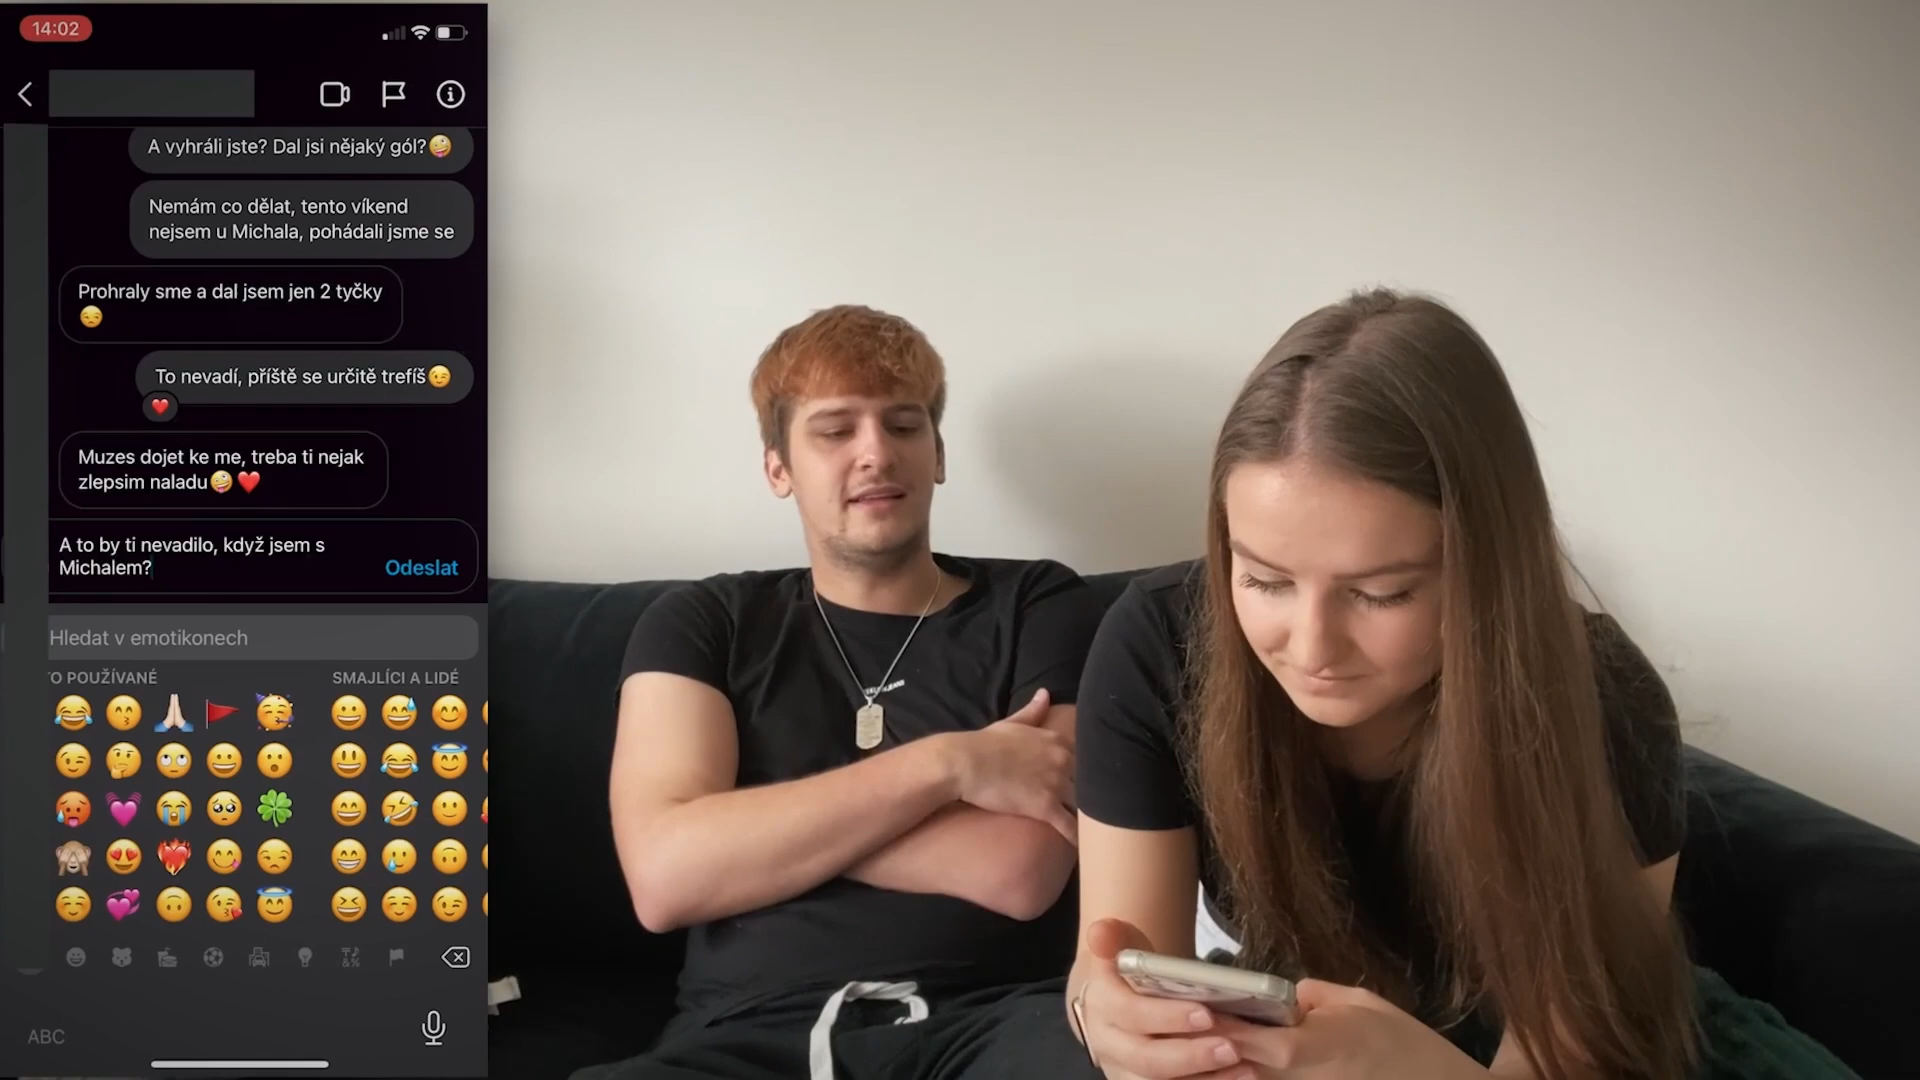 14:02
A vyhráli jste? Dal jsi nějaký gól?🤪
Nemám co dělat, tento víkend
nejsem u Michala, pohádali jsme se
Prohraly sme a dal jsem jen 2 tyčky
😒
To nevadí, příště se určitě trefíš😉
❤️
Muzes dojet ke me, treba ti nejak
zlepsim naladu🤪❤️
A to by ti nevadilo, když jsem s
Michalem?
Odeslat
Hledat v emotikonech
O POUŽÍVANÉ
SMAJLÍCI A LIDÉ
ABC